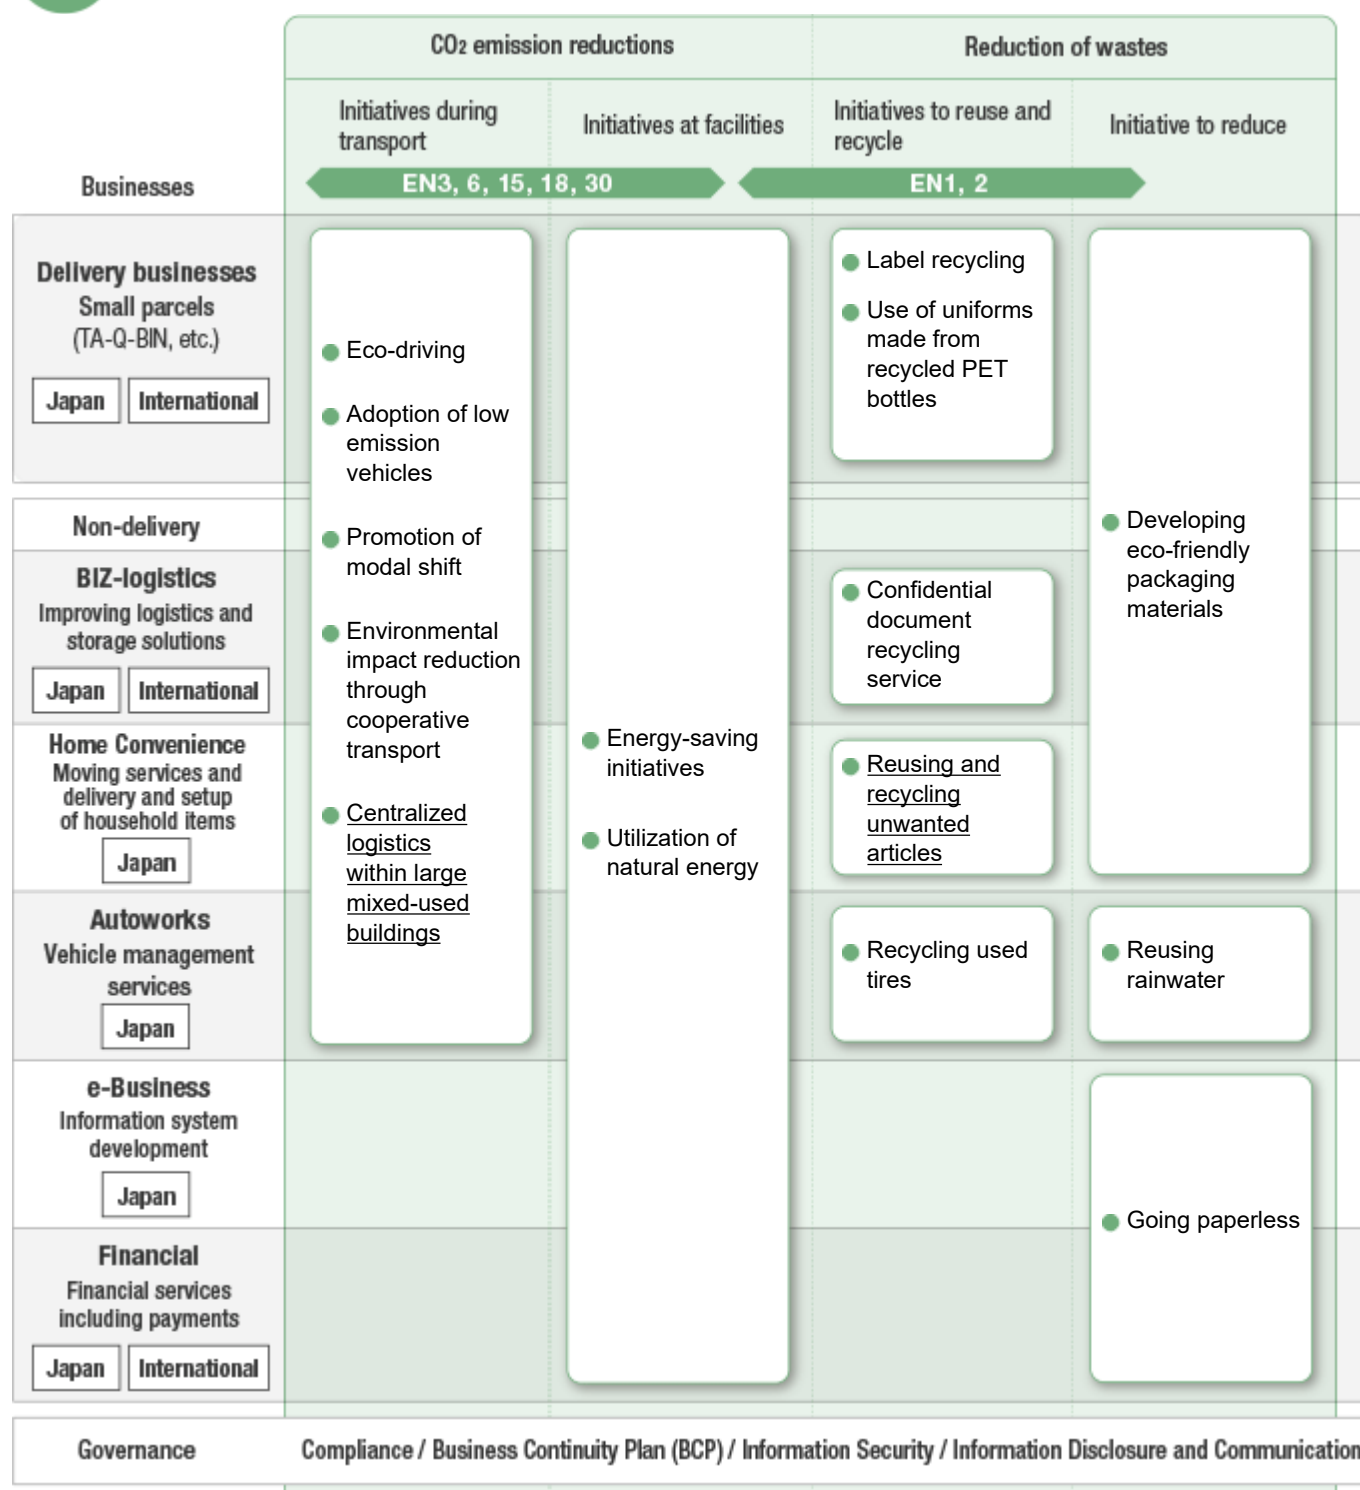 CO2 emission reductions
Reduction of wastes
Initiatives during
transport
Initiatives at facilities
Initiatives to reuse and
recycle
Initiative to reduce
Businesses
EN3, 6, 15, 18, 30
EN1, 2
Delivery businesses
Small parcels
(TA-Q-BIN, etc.)
Japan
International
Non-delivery
BIZ-logistics
Improving logistics and
storage solutions
Japan
International
Home Convenience
Moving services and
delivery and setup
of household items
Japan
Autoworks
Vehicle management
services
Japan
e-Business
Information system
development
Japan
Financial
Financial services
including payments
Japan
International
Eco-driving
Adoption of low
emission
vehicles
Promotion of
modal shift
Environmental
impact reduction
through
cooperative
transport
Centralized
logistics
within large
mixed-used
buildings
Energy-saving
initiatives
Utilization of
natural energy
Label recycling
Use of uniforms
made from
recycled PET
bottles
Confidential
document
recycling
service
Reusing and
recycling
unwanted
articles
Recycling used
tires
Developing
eco-friendly
packaging
materials
Reusing
rainwater
Going paperless
Governance
Compliance / Business Continuity Plan (BCP) / Information Security / Information Disclosure and Communication